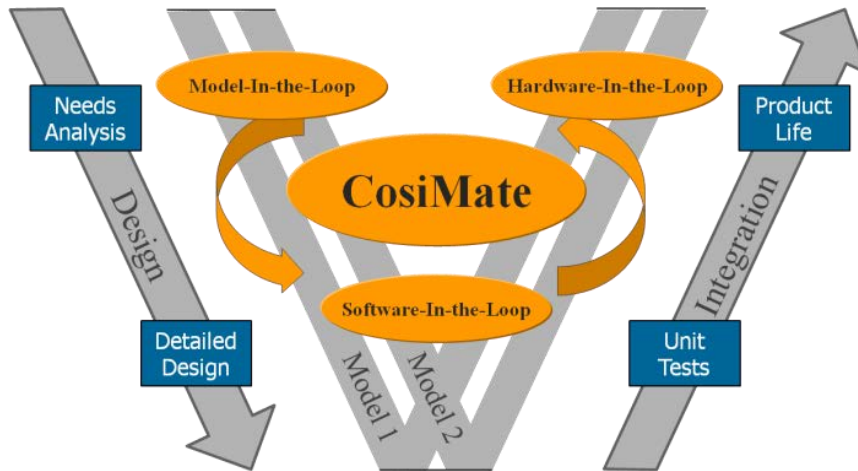 Model-In-the-Loop
Hardware-In-the-Loop
Needs
Analysis
Product
Life
CosiMate
Design
Integration
Software-In-the-Loop
Detailed
Design
Model 1
Model 2
Unit
Tests